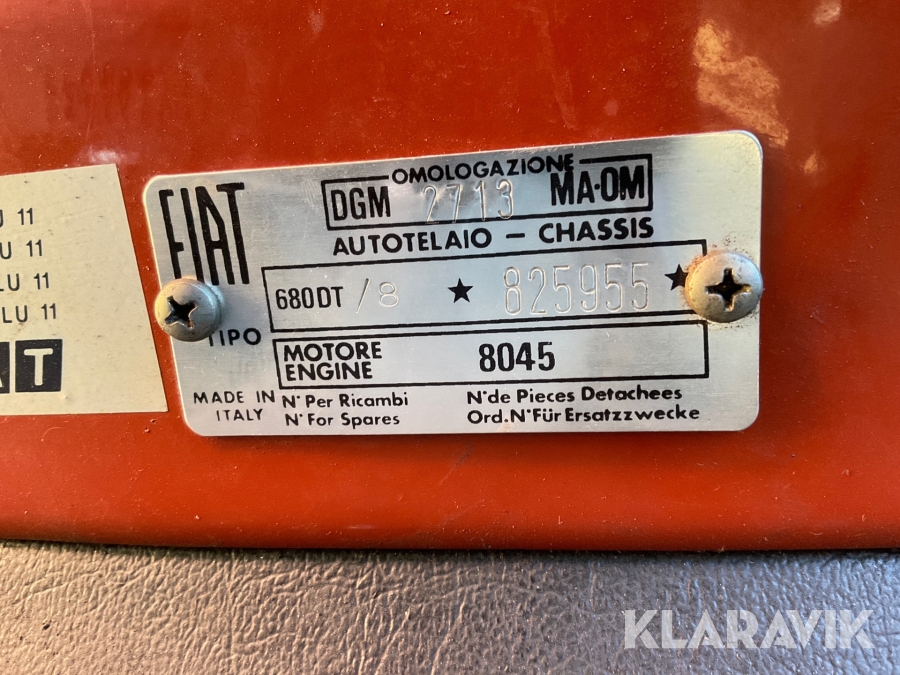 J 11
U 11
LU 11
LU 11
AT
FIAT
OMOLOGAZIONE
DGM 2713 MA-OM
AUTOTELAIO – CHASSIS
680DT /8 ★ 825955 ★
TIPO
MOTORE
ENGINE 8045
MADE IN
ITALY
N° Per Ricambi
N° For Spares
N° de Pieces Detachees
Ord. N° Für Ersatzzwecke
KLARAVIK